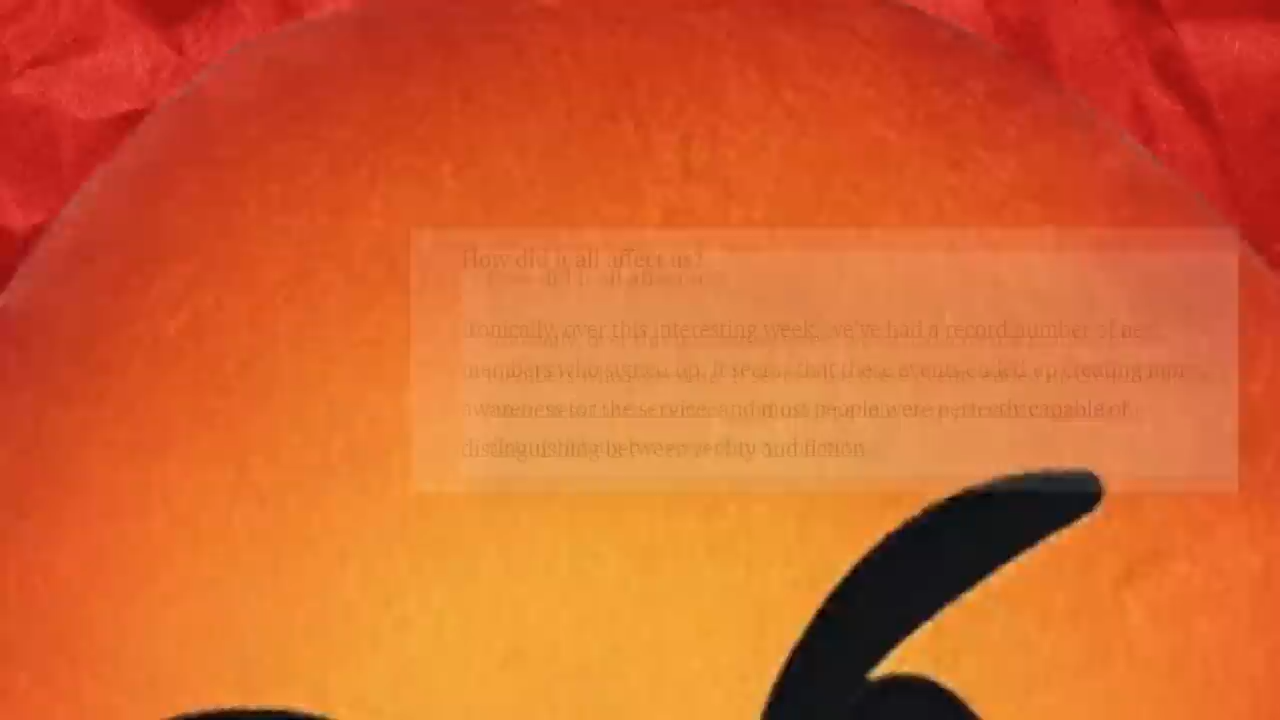 How did it all affect us?
Ironically, over this interesting week, we've had a record number of new
members who signed up. It seems that these events ended up creating more
awareness for the service, and most people were perfectly capable of
distinguishing between reality and fiction.